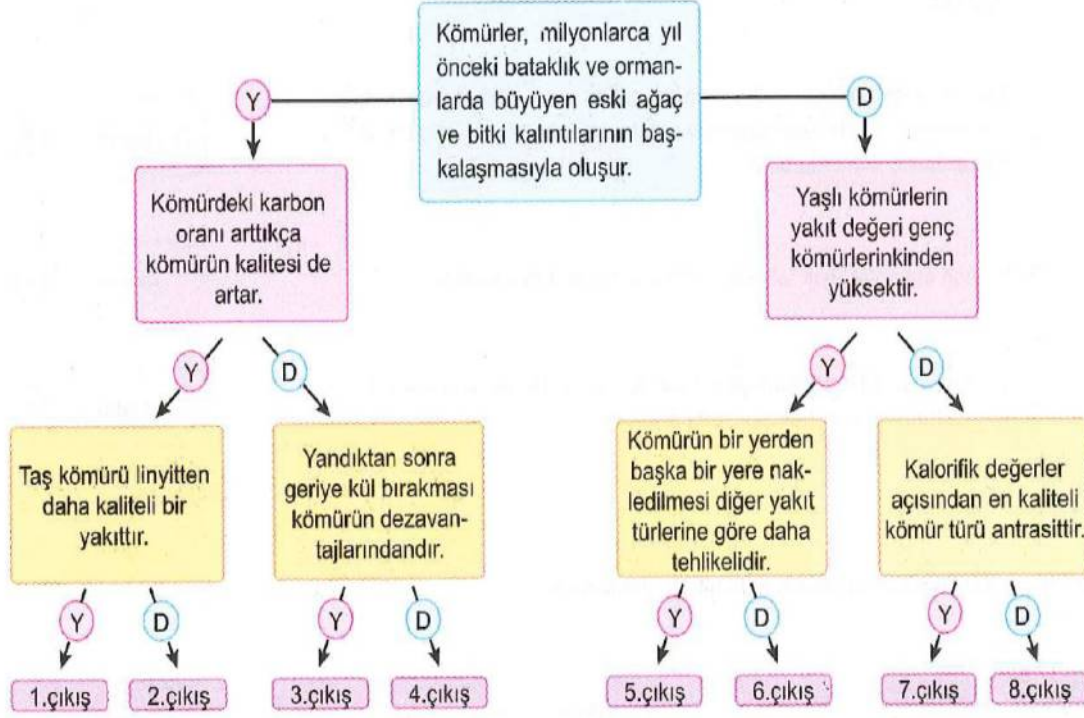 Kömürler, milyonlarca yıl
önceki bataklık ve orman-
larda büyüyen eski ağaç
ve bitki kalıntılarının baş-
kalaşmasıyla oluşur.
Y
D
Kömürdeki karbon
oranı arttıkça
kömürün kalitesi de
artar.
Yaşlı kömürlerin
yakıt değeri genç
kömürlerinkinden
yüksektir.
Y
D
Y
D
Taş kömürü linyitten
daha kaliteli bir
yakıttır.
Yandıktan sonra
geriye kül bırakması
kömürün dezavan-
tajlarındandır.
Kömürün bir yerden
başka bir yere nak-
ledilmesi diğer yakıt
türlerine göre daha
tehlikelidir.
Kalorifik değerler
açısından en kaliteli
kömür türü antrasittir.
Y
D
Y
D
Y
D
Y
D
1.çıkış
2.çıkış
3.çıkış
4.çıkış
5.çıkış
6.çıkış
7.çıkış
8.çıkış